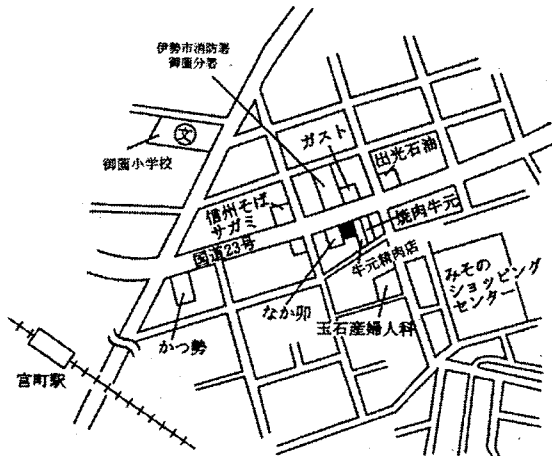 伊勢市消防署
御薗分署
ガスト
出光石油
文
御薗小学校
信州そば
サガミ
国道23号
焼肉牛元
牛元精肉店
みその
ショッピング
センター
なか卯
玉石産婦人科
かつ勢
宮町駅